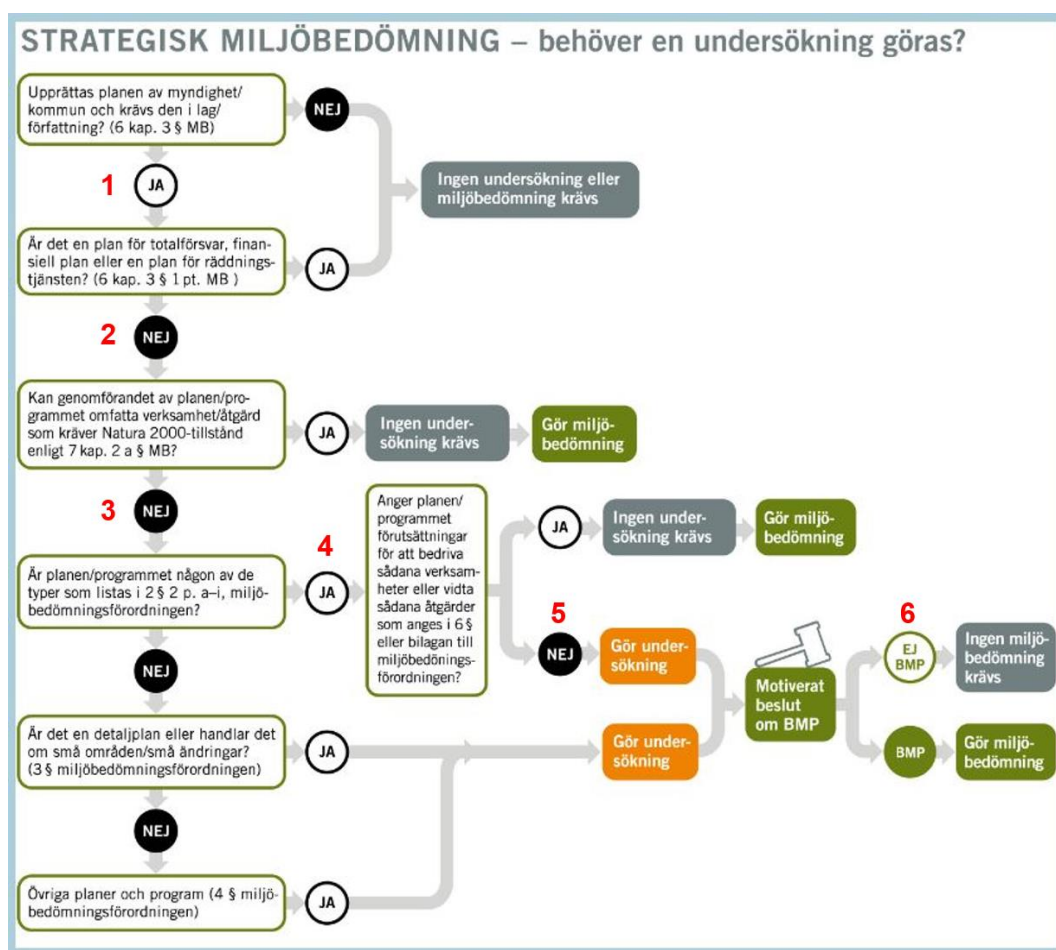 STRATEGISK MILJÖBEDÖMNING – behöver en undersökning göras?
Upprättas planen av myndighet/
kommun och krävs den i lag/
författning? (6 kap. 3 § MB)
NEJ
1
JA
Ingen undersökning eller
miljöbedömning krävs
Är det en plan för totalförsvar, finan-
siell plan eller en plan för räddnings-
tjänsten? (6 kap. 3 § 1 pt. MB )
JA
2
NEJ
Kan genomförandet av planen/pro-
grammet omfatta verksamhet/åtgärd
som kräver Natura 2000-tillstånd
enligt 7 kap. 2 a § MB?
JA
Ingen under-
sökning krävs
Gör miljö-
bedömning
3
NEJ
Är planen/programmet någon av de
typer som listas i 2 § 2 p. a–i, miljö-
bedömningsförordningen?
4
JA
Anger planen/
programmet
förutsättningar
för att bedriva
sådana verksam-
heter eller vidta
sådana åtgärder
som anges i 6 §
eller bilagan till
miljöbedönings-
förordningen?
JA
Ingen under-
sökning krävs
Gör miljö-
bedömning
5
NEJ
Gör under-
sökning
Motiverat
beslut
om BMP
6
EJ
BMP
Ingen miljö-
bedömning
krävs
BMP
Gör miljö-
bedömning
NEJ
Är det en detaljplan eller handlar det
om små områden/små ändringar?
(3 § miljöbedömningsförordningen)
JA
Gör under-
sökning
NEJ
Övriga planer och program (4 § miljö-
bedömningsförordningen)
JA